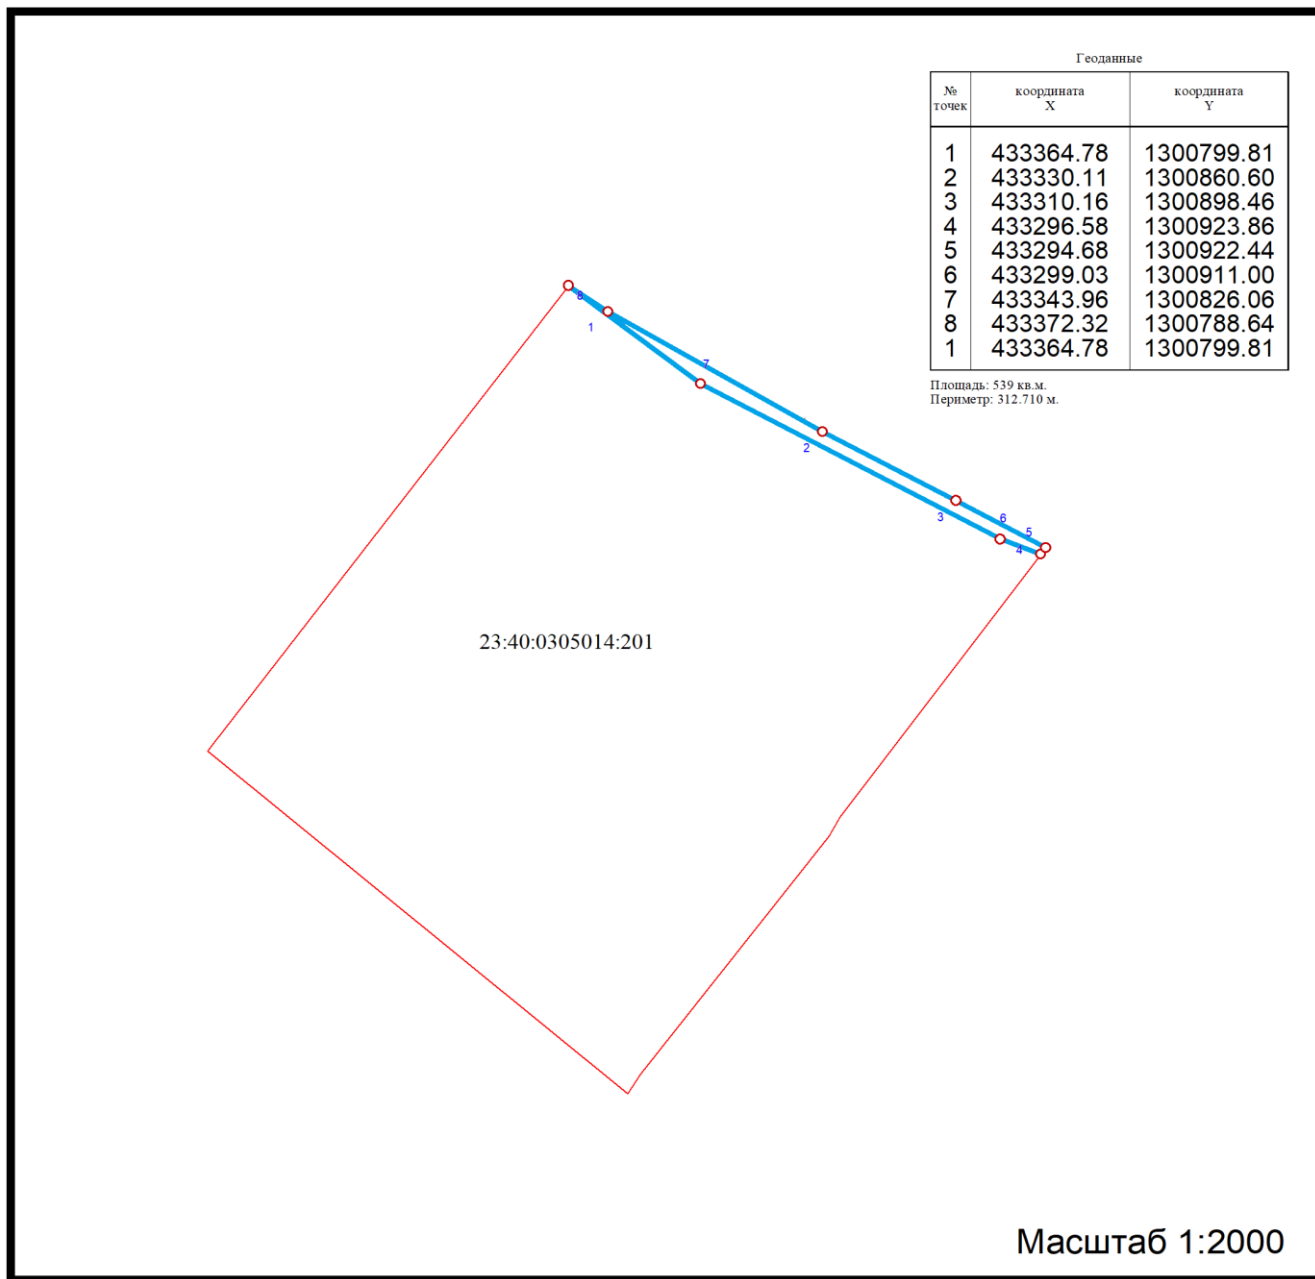 Геоданные
№ точек координата X координата Y
1 433364.78 1300799.81
2 433330.11 1300860.60
3 433310.16 1300898.46
4 433296.58 1300923.86
5 433294.68 1300922.44
6 433299.03 1300911.00
7 433343.96 1300826.06
8 433372.32 1300788.64
1 433364.78 1300799.81
Площадь: 539 кв.м.
Периметр: 312.710 м.
8
1
7
2
3
6
5
4
23:40:0305014:201
Масштаб 1:2000